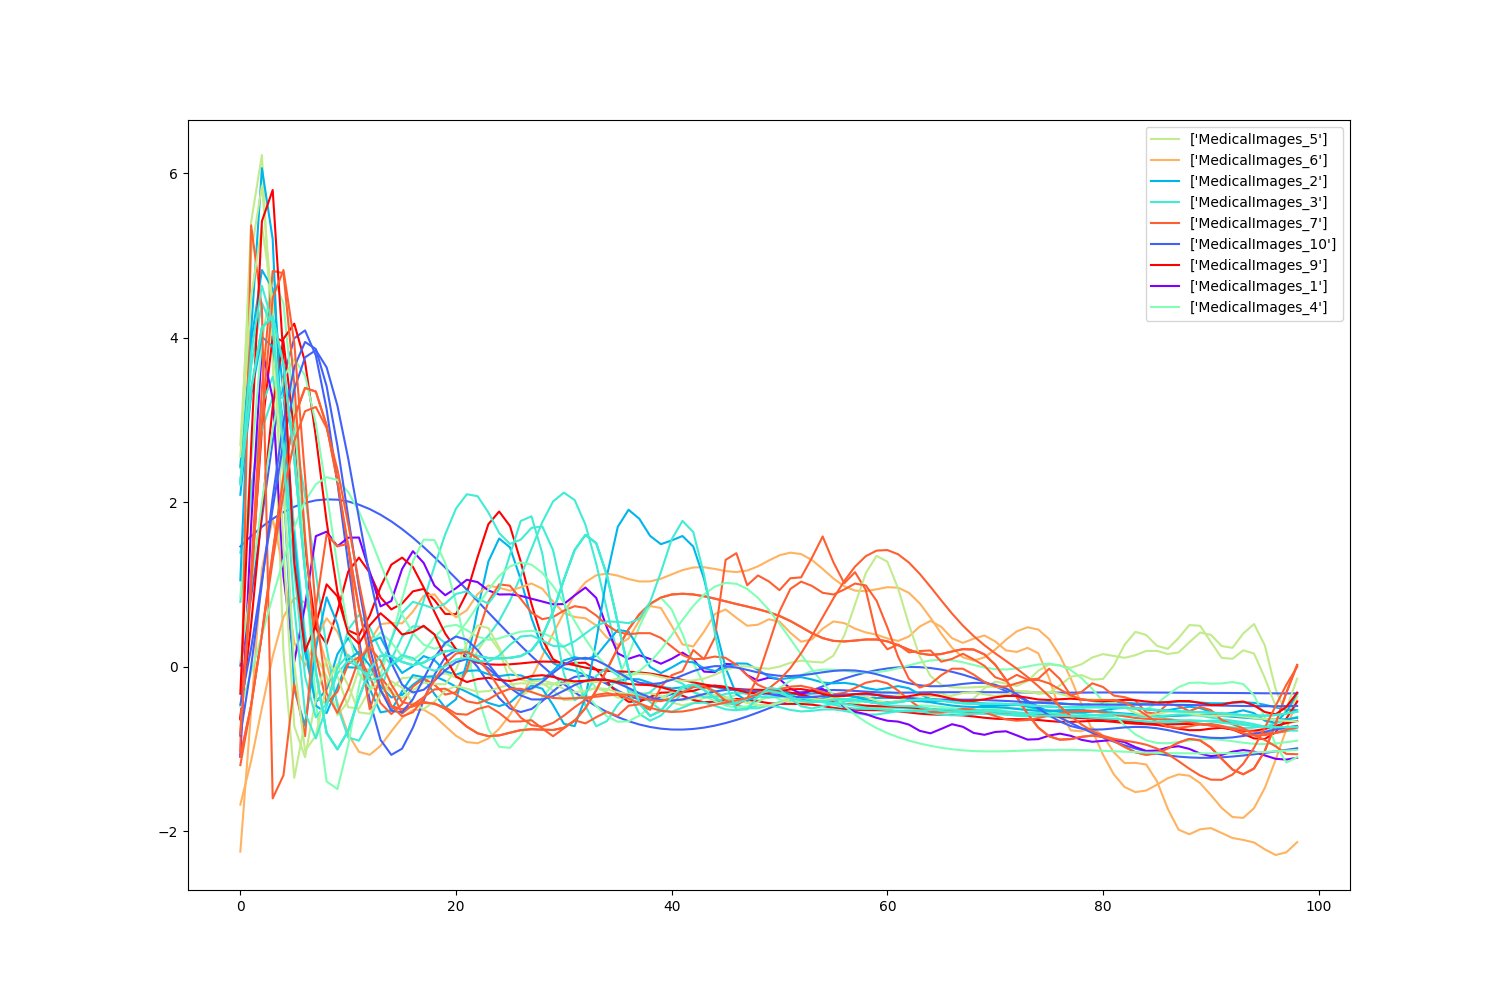 ['MedicalImages_5']
['MedicalImages_6']
['MedicalImages_2']
['MedicalImages_3']
['MedicalImages_7']
['MedicalImages_10']
['MedicalImages_9']
['MedicalImages_1']
['MedicalImages_4']
6
4
2
0
−2
0 20 40 60 80 100